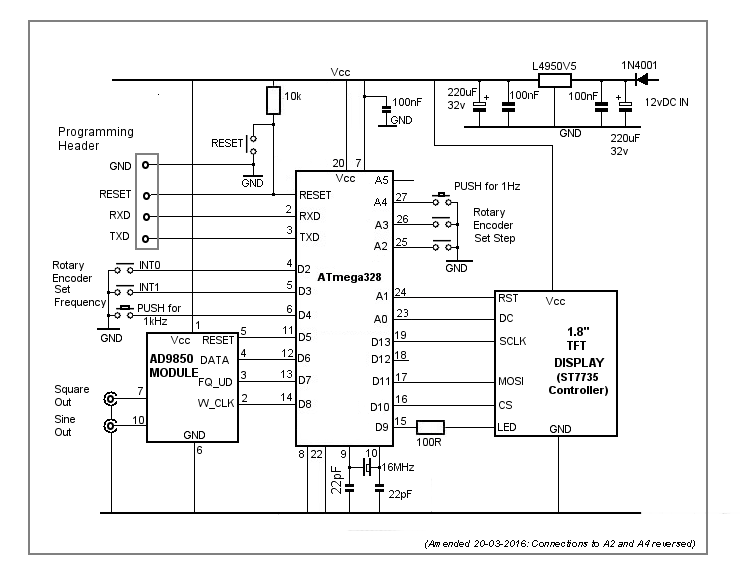 Vcc
L4950V5
1N4001
220uF
32v
+
100nF
100nF
+
12vDC IN
GND
220uF
32v
10k
100nF
GND
Programming
Header
RESET
GND
GND
RESET
RXD
TXD
20
7
Vcc
RESET
2
RXD
3
TXD
A5
A4
27
PUSH for 1Hz
A3
26
Rotary
Encoder
Set Step
A2
25
GND
ATmega328
Rotary
Encoder
Set
Frequency
INT0
4
D2
INT1
5
D3
PUSH for
1kHz
6
D4
GND
A1
24
RST
Vcc
A0
23
DC
D13
19
SCLK
D12
18
D11
17
MOSI
D10
16
CS
D9
15
100R
LED
GND
1.8"
TFT
DISPLAY
(ST7735
Controller)
1
Vcc
RESET
5
11
D5
AD9850
MODULE
DATA
4
12
D6
FQ_UD
3
13
D7
W_CLK
2
14
D8
GND
6
Square
Out
7
Sine
Out
10
8
22
9
10
16MHz
22pF
22pF
(Amended 20-03-2016: Connections to A2 and A4 reversed)